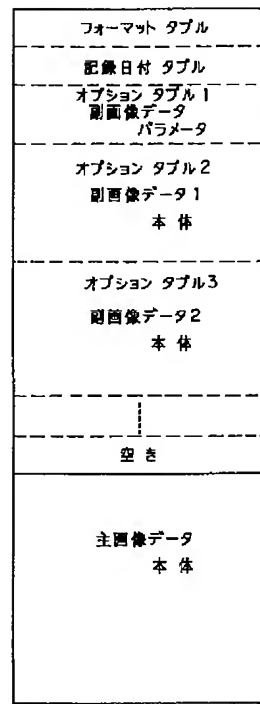 フォーマット タプル
記録日付 タプル
オプション タプル1
副画像データ
パラメータ
オプション タプル2
副画像データ1
本 体
オプション タプル3
副画像データ2
本 体
空 き
主画像データ
本 体